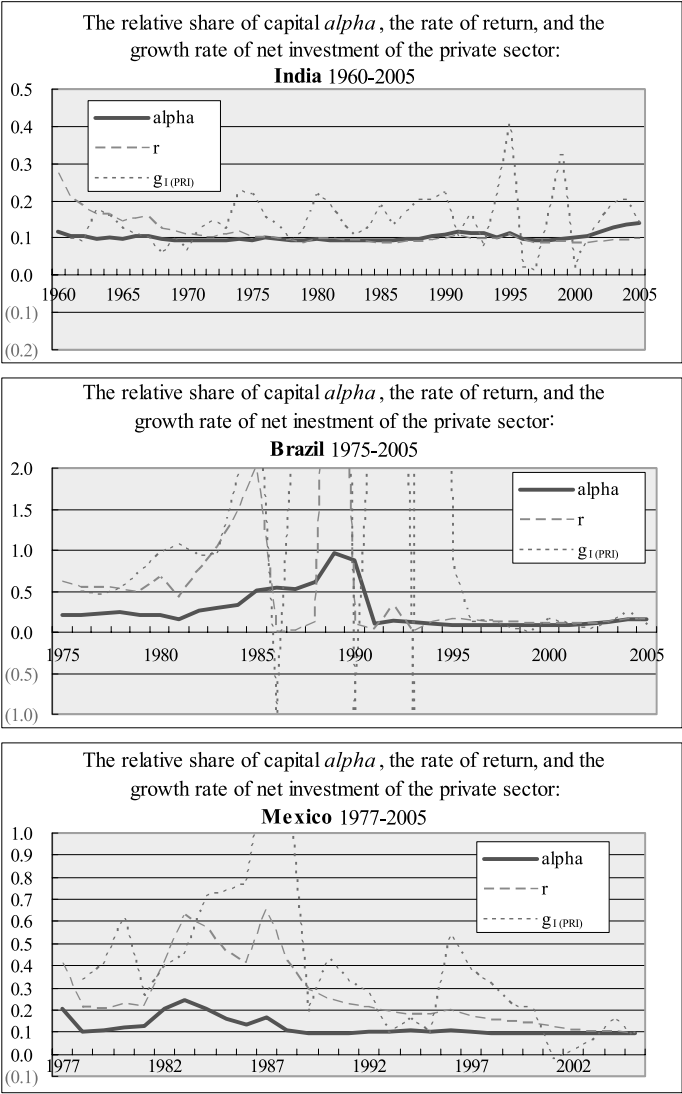 The relative share of capital alpha, the rate of return, and the
growth rate of net investment of the private sector:
India 1960-2005
0.5
0.4
0.3
0.2
0.1
0.0
(0.1)
(0.2)
alpha
r
gI (PRI)
1960 1965 1970 1975 1980 1985 1990 1995 2000 2005
The relative share of capital alpha, the rate of return, and the
growth rate of net inestment of the private sector:
Brazil 1975-2005
2.0
1.5
1.0
0.5
0.0
(0.5)
(1.0)
alpha
r
gI (PRI)
1975 1980 1985 1990 1995 2000 2005
The relative share of capital alpha, the rate of return, and the
growth rate of net investment of the private sector:
Mexico 1977-2005
1.0
0.9
0.8
0.7
0.6
0.5
0.4
0.3
0.2
0.1
0.0
(0.1)
alpha
r
gI (PRI)
1977 1982 1987 1992 1997 2002